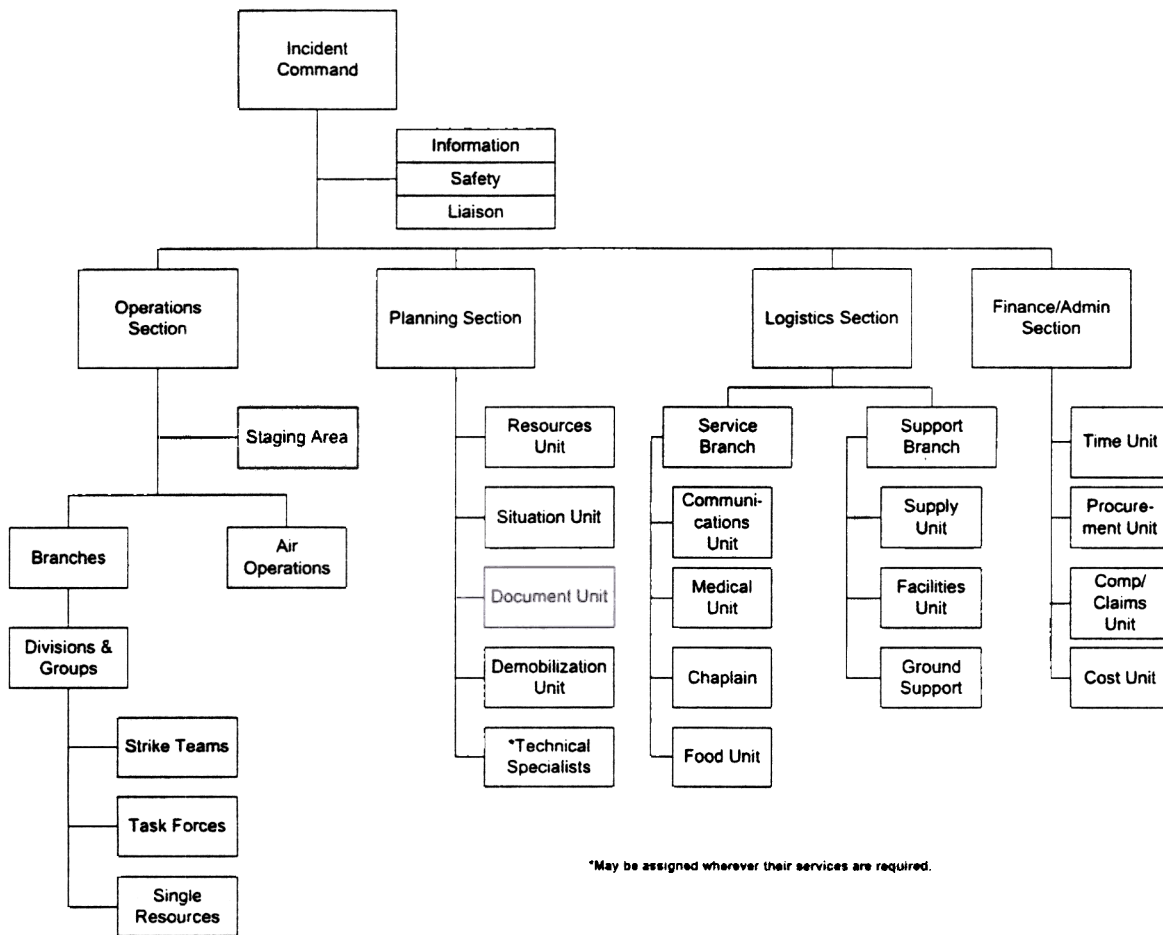 Incident
Command
Information
Safety
Liaison
Operations
Section
Planning Section
Logistics Section
Finance/Admin
Section
Staging Area
Branches
Air
Operations
Divisions &
Groups
Strike Teams
Task Forces
Single
Resources
Resources
Unit
Situation Unit
Document Unit
Demobilization
Unit
*Technical
Specialists
Service
Branch
Communi-
cations
Unit
Medical
Unit
Chaplain
Food Unit
Support
Branch
Supply
Unit
Facilities
Unit
Ground
Support
Time Unit
Procure-
ment Unit
Comp/
Claims
Unit
Cost Unit
*May be assigned wherever their services are required.